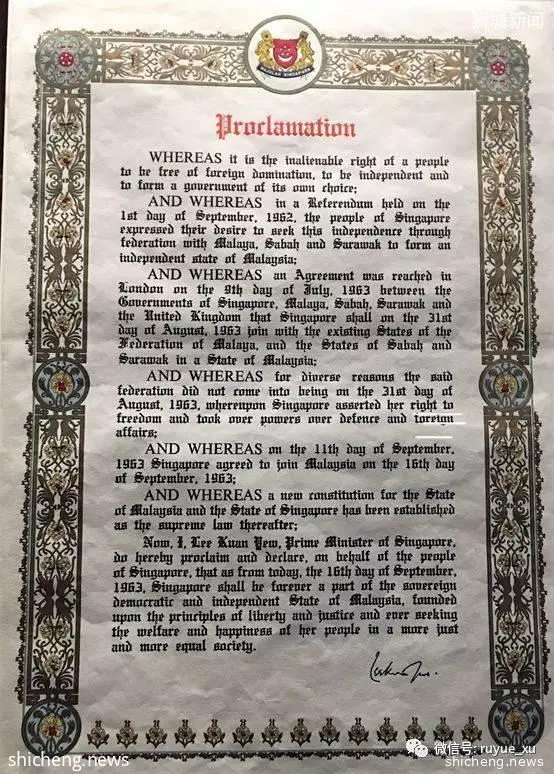 狮城新闻
shicheng.news
MAJULAH SINGAPURA
Proclamation
WHEREAS it is the inalienable right of a people
to be free of foreign domination, to be independent and
to form a government of its own choice;
AND WHEREAS in a Referendum held on the
1st day of September, 1962, the people of Singapore
expressed their desire to seek this independence through
federation with Malaya, Sabah and Sarawak to form an
independent state of Malaysia;
AND WHEREAS an Agreement was reached in
London on the 9th day of July, 1963 between the
Governments of Singapore, Malaya, Sabah, Sarawak and
the United Kingdom that Singapore shall on the 31st
day of August, 1963 join with the existing States of the
Federation of Malaya, and the States of Sabah and
Sarawak in a State of Malaysia;
AND WHEREAS for diverse reasons the said
federation did not come into being on the 31st day of
August, 1963, whereupon Singapore asserted her right to
freedom and took over powers over defence and foreign
affairs;
AND WHEREAS on the 11th day of September,
1963 Singapore agreed to join Malaysia on the 16th day
of September, 1963;
AND WHEREAS a new constitution for the State
of Malaysia and the State of Singapore has been established
as the supreme law thereafter;
Now, I, Lee Kuan Yew, Prime Minister of Singapore,
do hereby proclaim and declare, on behalf of the people
of Singapore, that as from today, the 16th day of September,
1963, Singapore shall be forever a part of the sovereign
democratic and independent State of Malaysia, founded
upon the principles of liberty and justice and ever seeking
the welfare and happiness of her people in a more just
and more equal society.
微信号: ruyue_xu
shicheng.news
shicheng.news